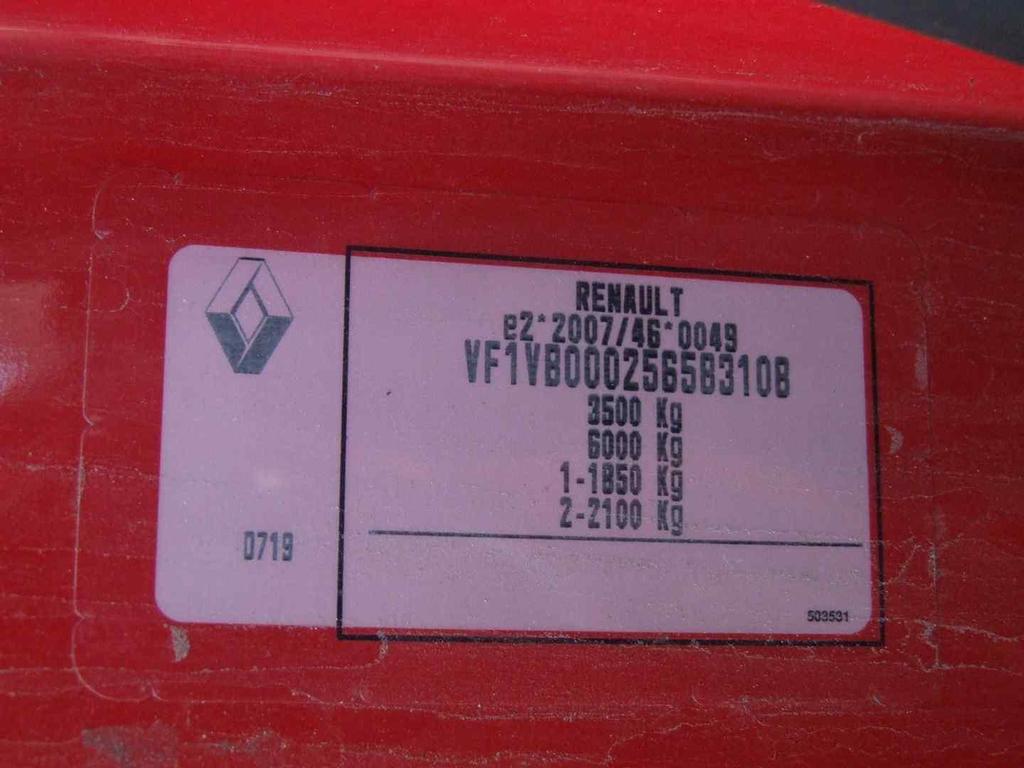 RENAULT
e2*2007/46*0049
VF1VB000256583108
3500 Kg
6000 Kg
1-1850 Kg
2-2100 Kg
0719
503531